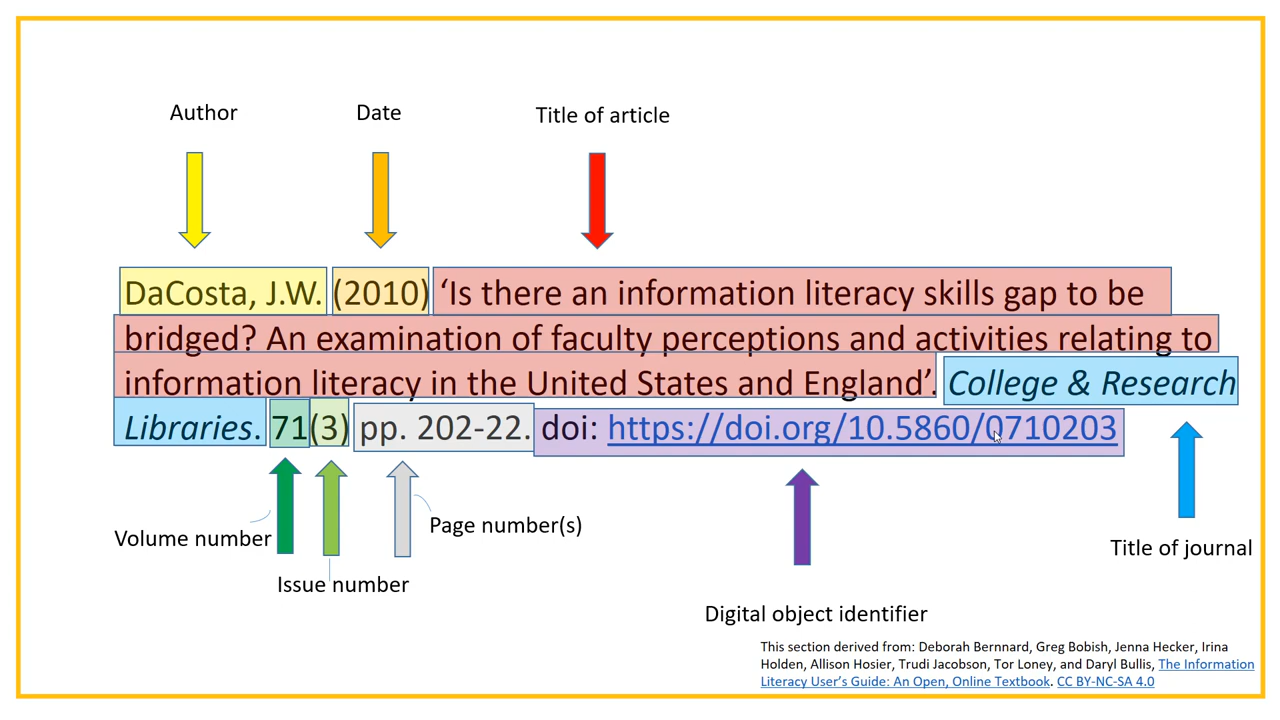 Author
Date
Title of article
DaCosta, J.W. (2010) ‘Is there an information literacy skills gap to be
bridged? An examination of faculty perceptions and activities relating to
information literacy in the United States and England’. College & Research
Libraries. 71(3) pp. 202-22. doi: https://doi.org/10.5860/0710203
Volume number
Issue number
Page number(s)
Digital object identifier
Title of journal
This section derived from: Deborah Bernnard, Greg Bobish, Jenna Hecker, Irina
Holden, Allison Hosier, Trudi Jacobson, Tor Loney, and Daryl Bullis, The Information
Literacy User’s Guide: An Open, Online Textbook. CC BY-NC-SA 4.0